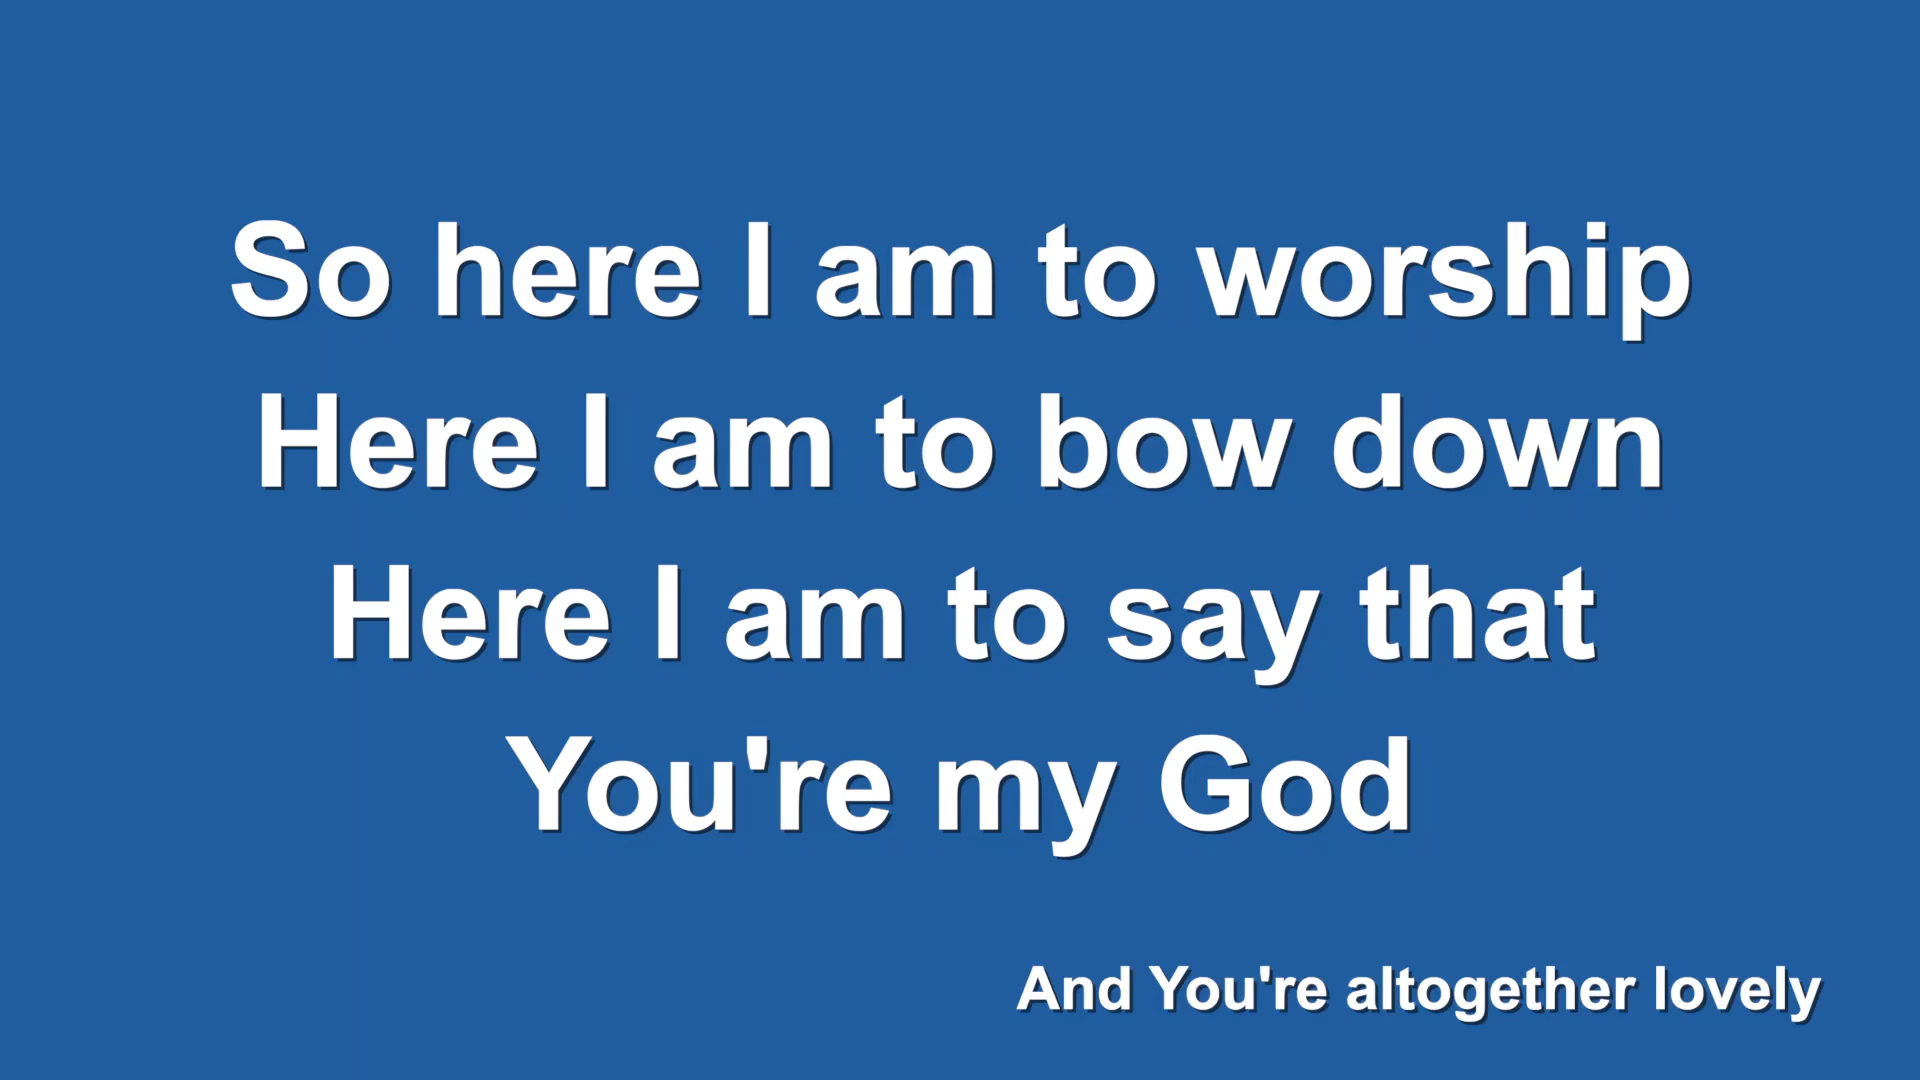 So here I am to worship
Here I am to bow down
Here I am to say that
You're my God
And You're altogether lovely